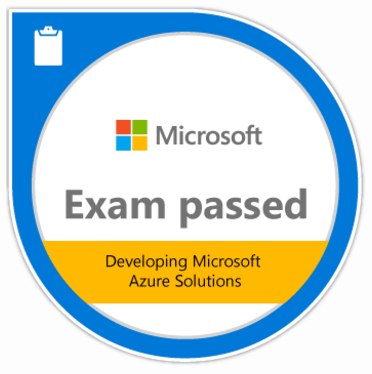 Microsoft
Exam passed
Developing Microsoft
Azure Solutions